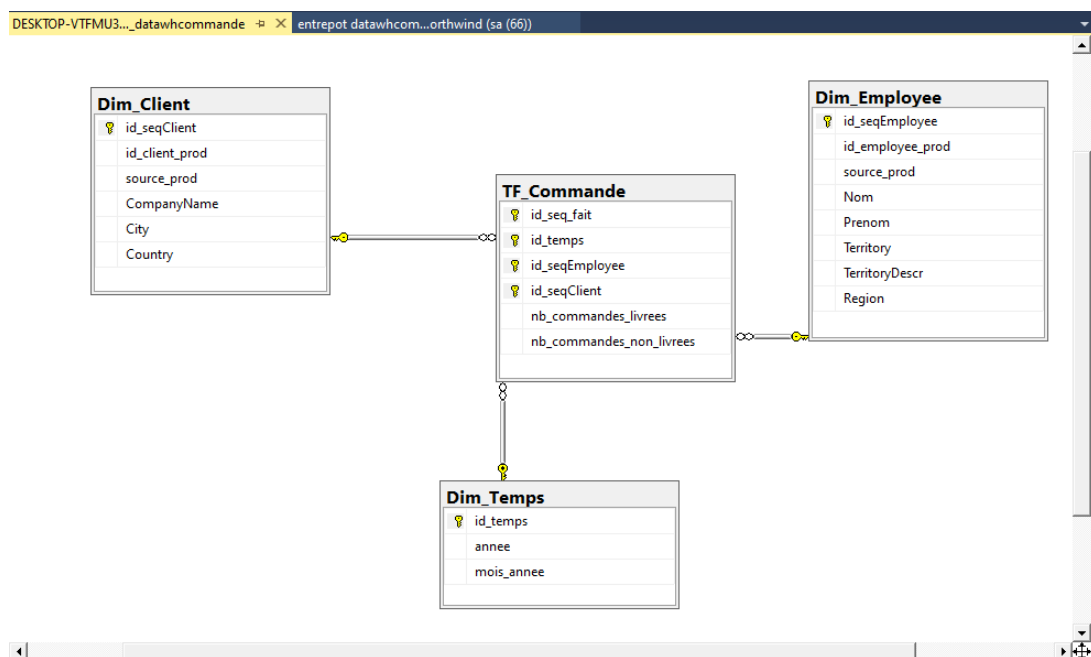 DESKTOP-VTFMU3..._datawhcommande
entrepot datawhcom...orthwind (sa (66))
Dim_Client
id_seqClient
id_client_prod
source_prod
CompanyName
City
Country
TF_Commande
id_seq_fait
id_temps
id_seqEmployee
id_seqClient
nb_commandes_livrees
nb_commandes_non_livrees
Dim_Employee
id_seqEmployee
id_employee_prod
source_prod
Nom
Prenom
Territory
TerritoryDescr
Region
Dim_Temps
id_temps
annee
mois_annee